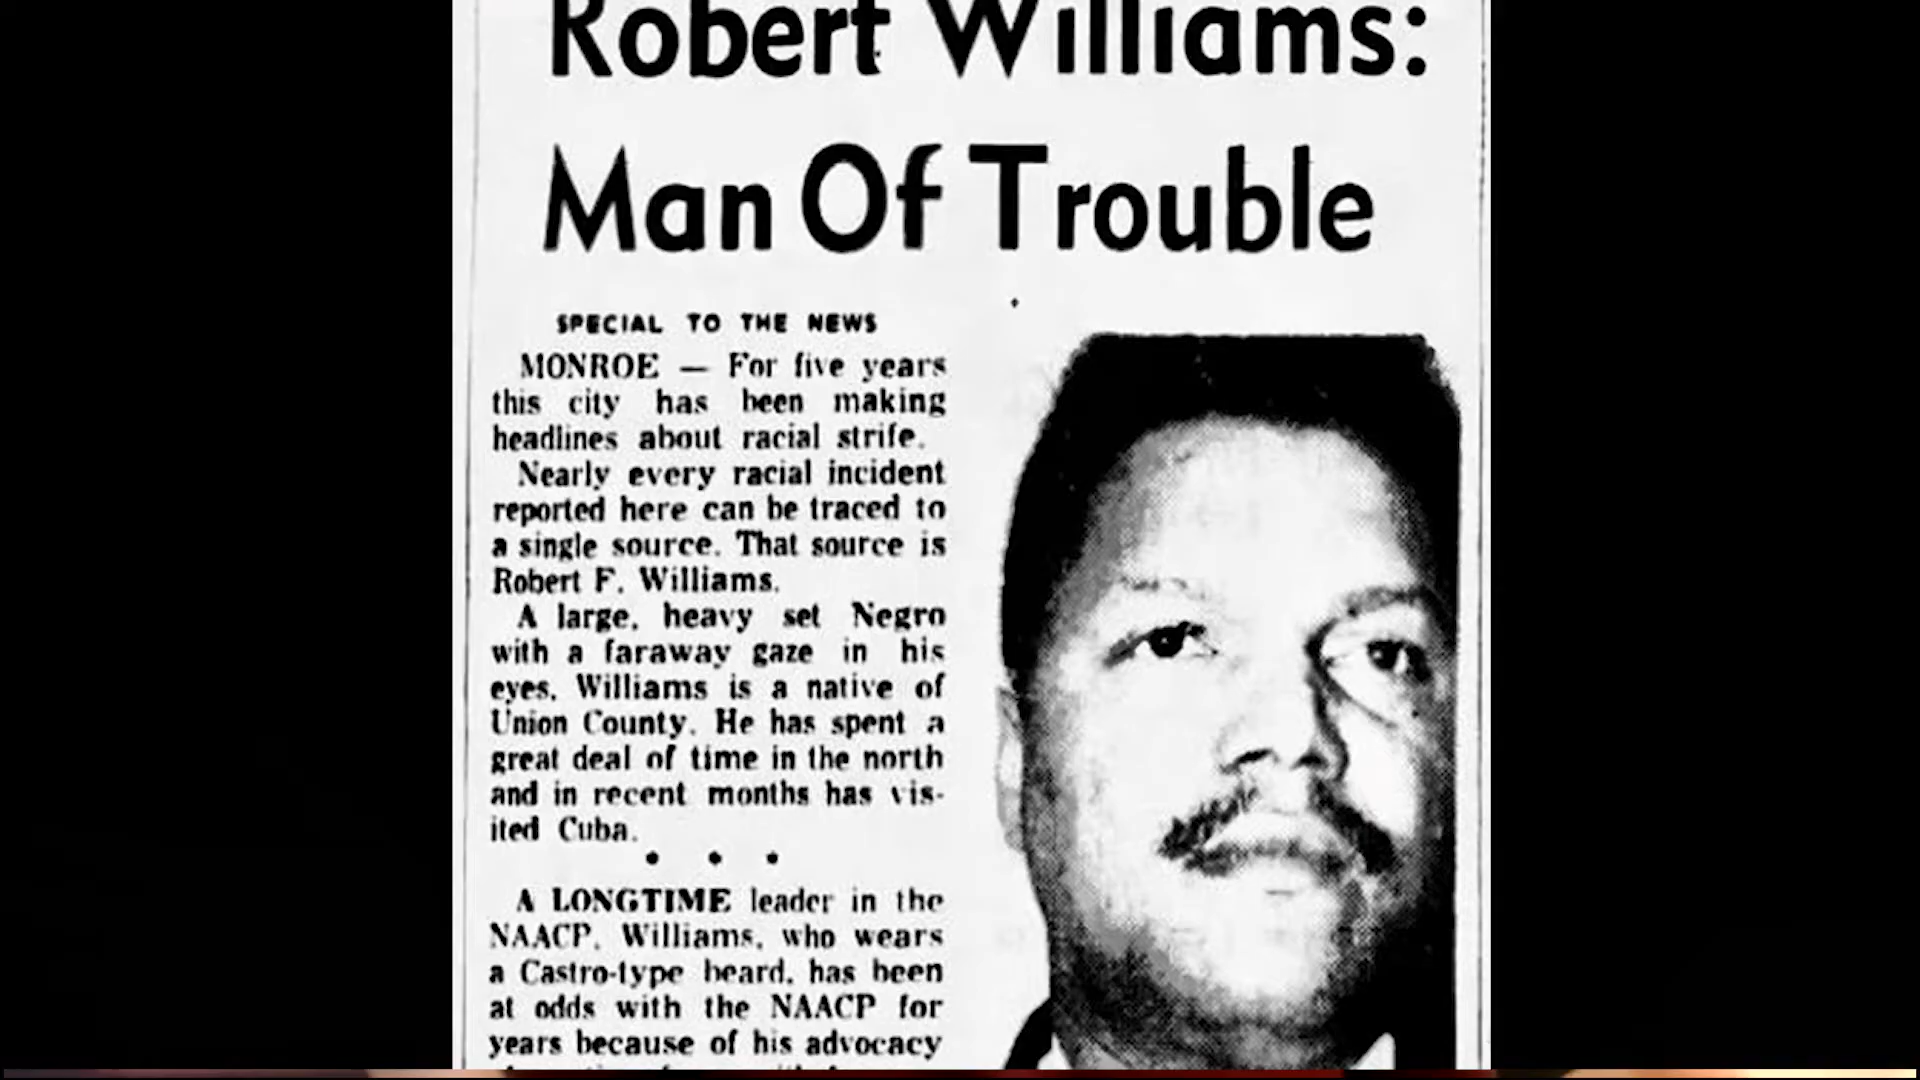 Robert Williams:
Man Of Trouble
SPECIAL TO THE NEWS
MONROE — For five years
this city has been making
headlines about racial strife.
Nearly every racial incident
reported here can be traced to
a single source. That source is
Robert F. Williams.
A large, heavy set Negro
with a faraway gaze in his
eyes, Williams is a native of
Union County. He has spent a
great deal of time in the north
and in recent months has vis-
ited Cuba.
• • •
A LONGTIME leader in the
NAACP, Williams, who wears
a Castro-type beard, has been
at odds with the NAACP for
years because of his advocacy